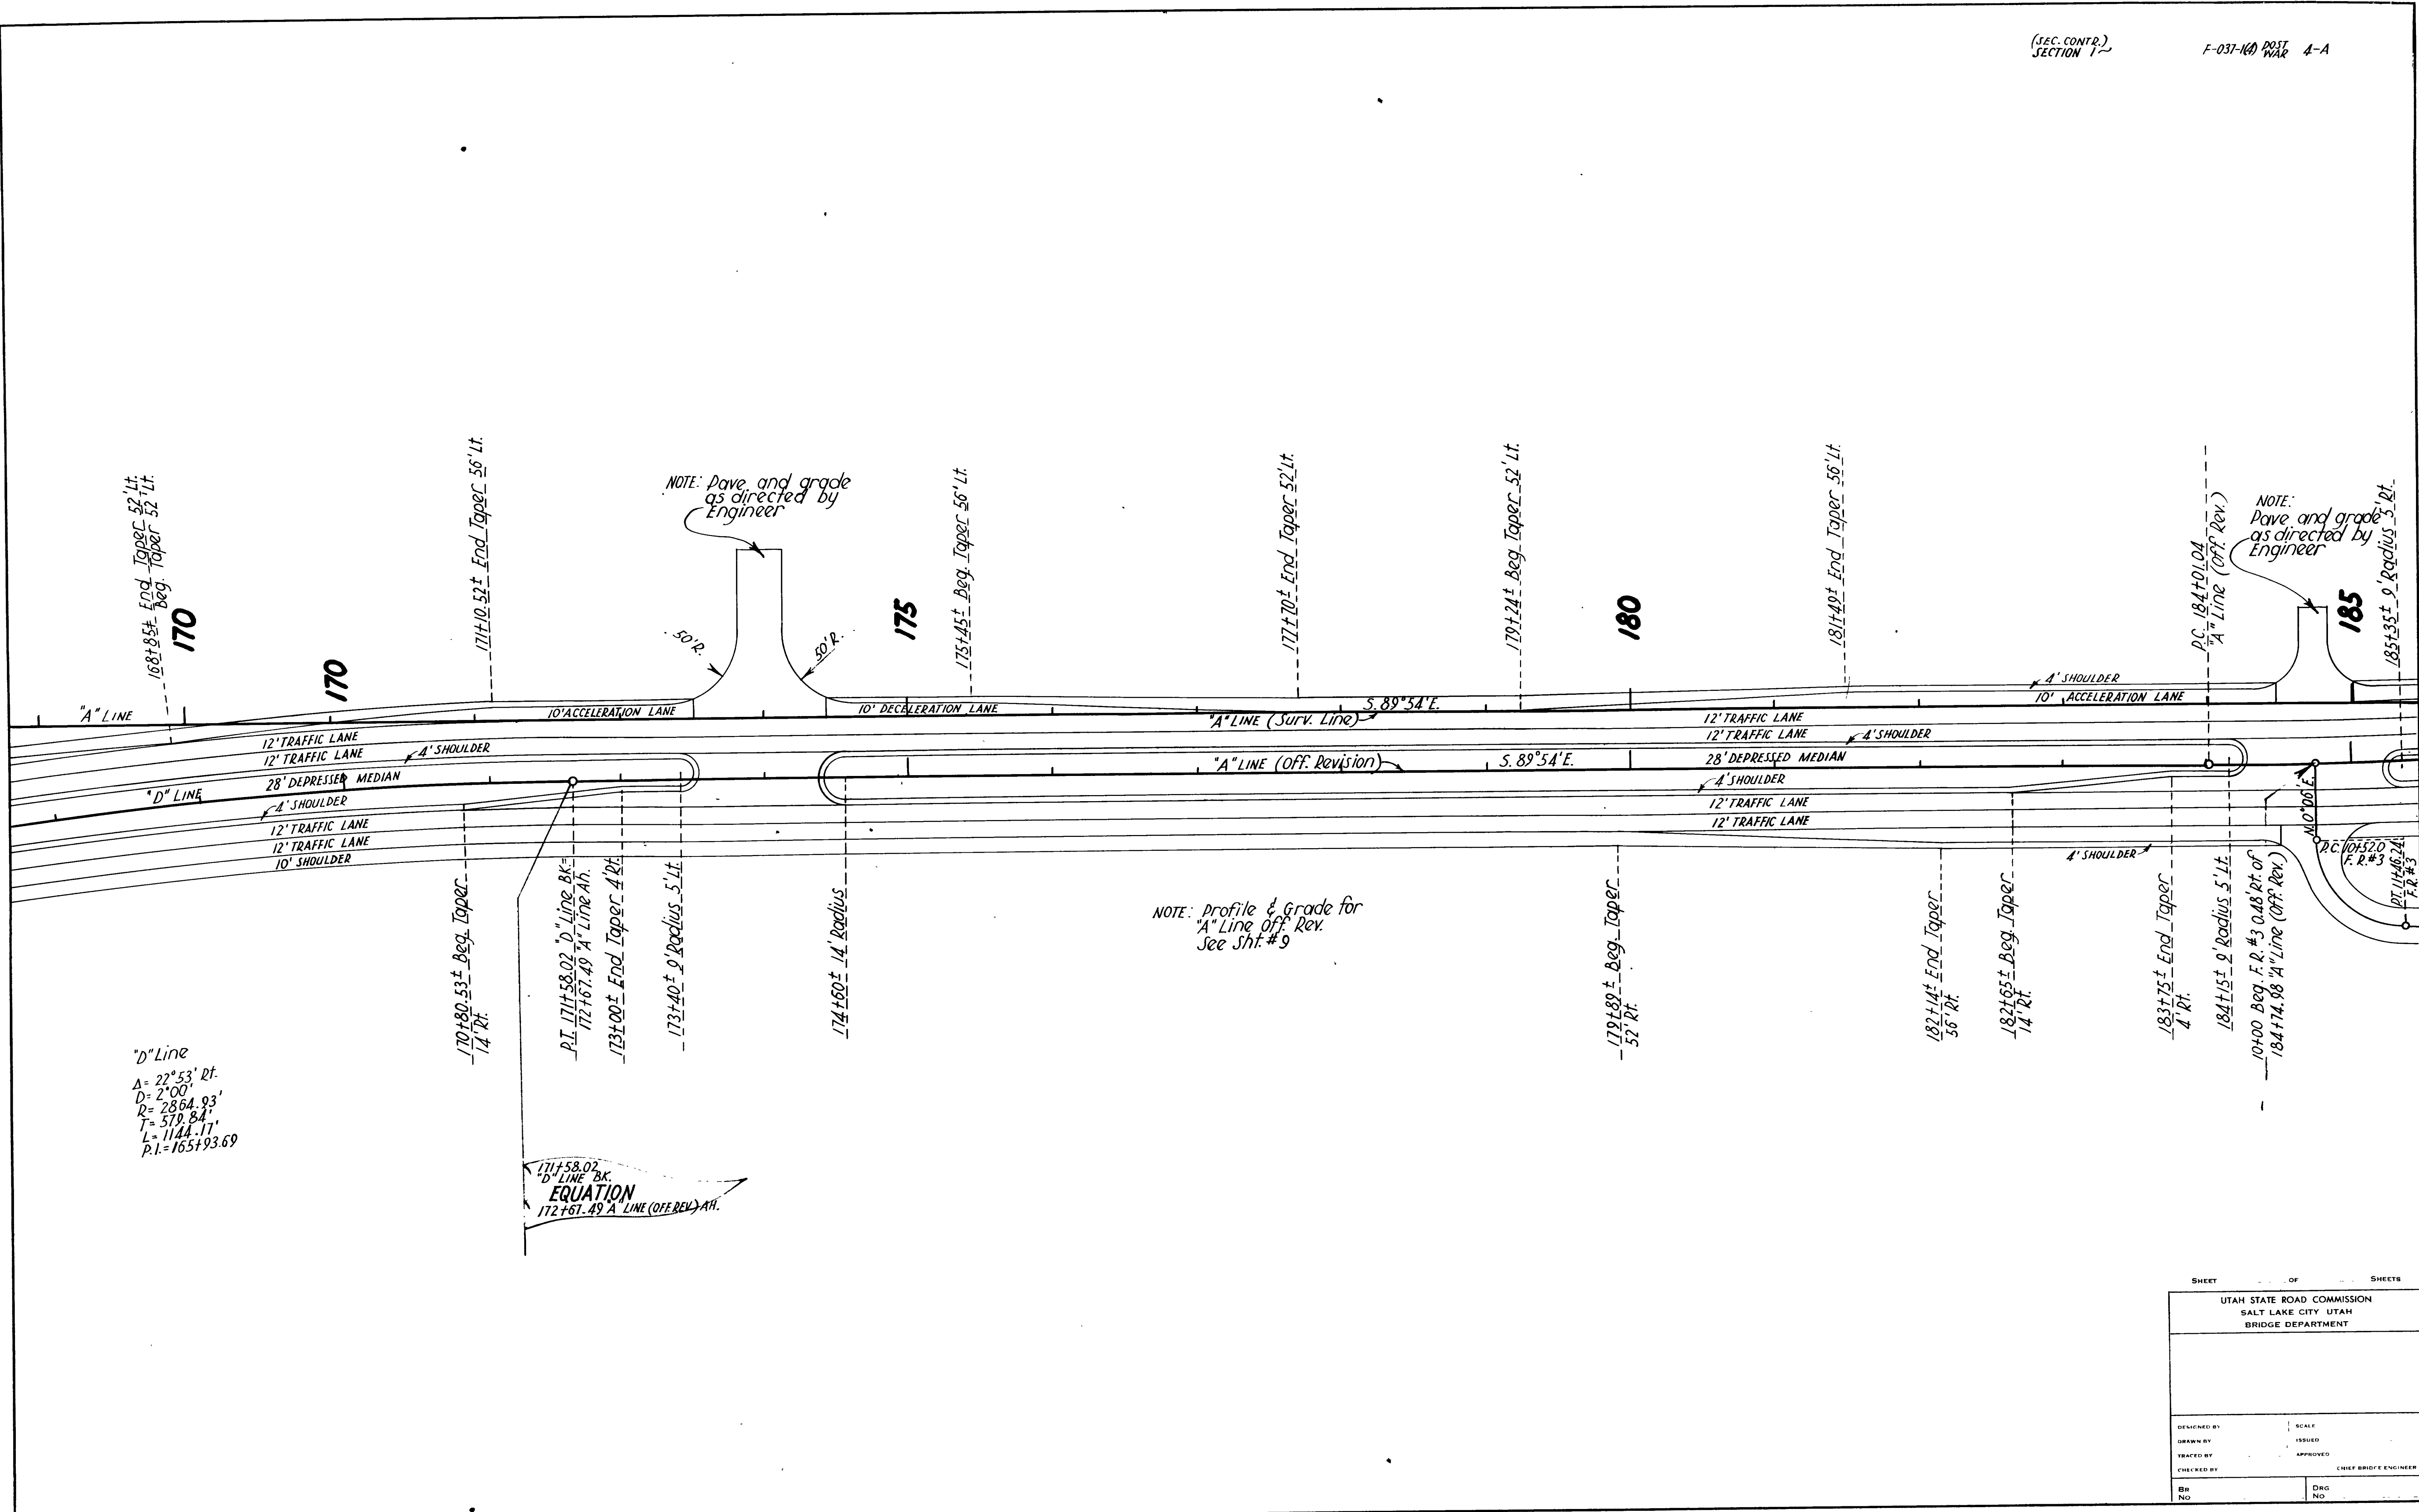 (SEC. CONTR.)
SECTION 1~
F-037-1(4) POST WAR 4-A
168+85± End Taper 52' Lt.
Beg. Taper 52' Lt.
170
170
171+10.52± End Taper 56' Lt.
NOTE: Pave and grade
as directed by
Engineer
50' R.
50' R.
175
175+45± Beg. Taper 56' Lt.
177+70± End Taper 52' Lt.
179+24± Beg. Taper 52' Lt.
180
181+49± End Taper 56' Lt.
P.C. 184+01.04
"A" Line (Off. Rev.)
NOTE:
Pave and grade
as directed by
Engineer
185
185+35± 9' Radius 5' Rt.
"A" LINE
10' ACCELERATION LANE
10' DECELERATION LANE
S. 89°54' E.
"A" LINE (Surv. Line)
4' SHOULDER
10' ACCELERATION LANE
12' TRAFFIC LANE
12' TRAFFIC LANE
4' SHOULDER
28' DEPRESSED MEDIAN
"D" LINE
4' SHOULDER
12' TRAFFIC LANE
12' TRAFFIC LANE
10' SHOULDER
"A" LINE (Off. Revision)
S. 89°54' E.
12' TRAFFIC LANE
12' TRAFFIC LANE
4' SHOULDER
28' DEPRESSED MEDIAN
4' SHOULDER
12' TRAFFIC LANE
12' TRAFFIC LANE
4' SHOULDER
N. 0°06' E.
P.C. 10+52.0
F. R. #3
P.T. 11+46.24
F.R. #3
170+80.53± Beg. Taper
14' Rt.
P.T. 171+58.02 "D" Line BK=
172+67.49 "A" Line Ah.
173+00± End Taper 4' Rt.
173+40± 9' Radius 5' Lt.
174+60± 14' Radius
NOTE: Profile & Grade for
"A" Line Off. Rev.
See Sht. #9
179+89± Beg. Taper
52' Rt.
182+14± End Taper
56' Rt.
182+65± Beg. Taper
14' Rt.
183+75± End Taper
4' Rt.
184+15± 9' Radius 5' Lt.
10+00 Beg. F.R. #3 0.48' Rt. of
184+74.98 "A" Line (Off. Rev.)
"D" Line
Δ= 22°53' Rt.
D= 2°00'
R= 2864.93'
T= 579.84'
L= 1144.17'
P.I.= 165+93.69
171+58.02
"D" LINE BK.
EQUATION
172+67.49 "A" LINE (OFF. REV.) AH.
SHEET OF SHEETS
UTAH STATE ROAD COMMISSION
SALT LAKE CITY UTAH
BRIDGE DEPARTMENT
DESIGNED BY SCALE
DRAWN BY ISSUED
TRACED BY APPROVED
CHECKED BY CHIEF BRIDGE ENGINEER
BR NO DRG NO